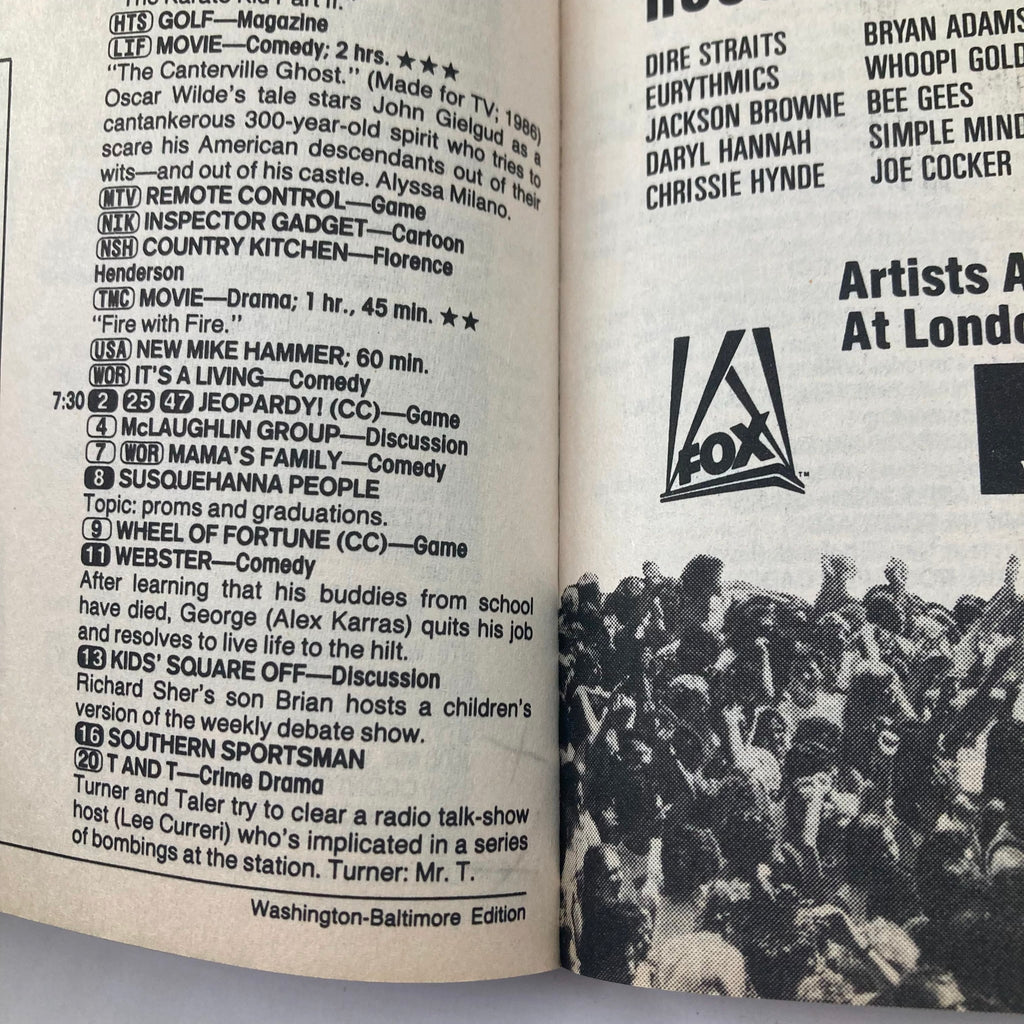 "The Karate Kid Part II."
HTS GOLF—Magazine
LIF MOVIE—Comedy; 2 hrs. ★★★
"The Canterville Ghost." (Made for TV; 1986)
Oscar Wilde's tale stars John Gielgud as a
cantankerous 300-year-old spirit who tries to
scare his American descendants out of their
wits—and out of his castle. Alyssa Milano.
MTV REMOTE CONTROL—Game
NIK INSPECTOR GADGET—Cartoon
NSH COUNTRY KITCHEN—Florence
Henderson
TMC MOVIE—Drama; 1 hr., 45 min. ★★
"Fire with Fire."
USA NEW MIKE HAMMER; 60 min.
WOR IT'S A LIVING—Comedy
7:30 2 25 47 JEOPARDY! (CC)—Game
4 McLAUGHLIN GROUP—Discussion
7 WOR MAMA'S FAMILY—Comedy
8 SUSQUEHANNA PEOPLE
Topic: proms and graduations.
9 WHEEL OF FORTUNE (CC)—Game
11 WEBSTER—Comedy
After learning that his buddies from school
have died, George (Alex Karras) quits his job
and resolves to live life to the hilt.
13 KIDS' SQUARE OFF—Discussion
Richard Sher's son Brian hosts a children's
version of the weekly debate show.
16 SOUTHERN SPORTSMAN
20 T AND T—Crime Drama
Turner and Taler try to clear a radio talk-show
host (Lee Curreri) who's implicated in a series
of bombings at the station. Turner: Mr. T.
Washington-Baltimore Edition
DIRE STRAITS
EURYTHMICS
JACKSON BROWNE
DARYL HANNAH
CHRISSIE HYNDE
BRYAN ADAMS
WHOOPI GOLD
BEE GEES
SIMPLE MIND
JOE COCKER
Artists A
At Londo
FOX™